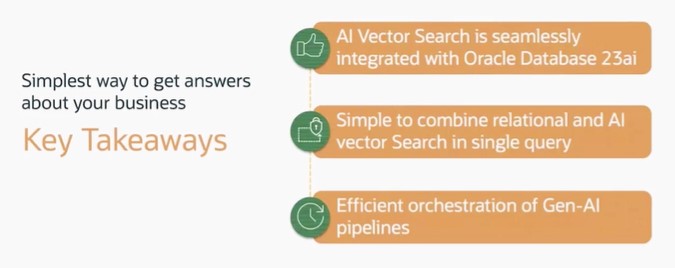 Simplest way to get answers
about your business
Key Takeaways
AI Vector Search is seamlessly
integrated with Oracle Database 23ai
Simple to combine relational and AI
vector Search in single query
Efficient orchestration of Gen-AI
pipelines